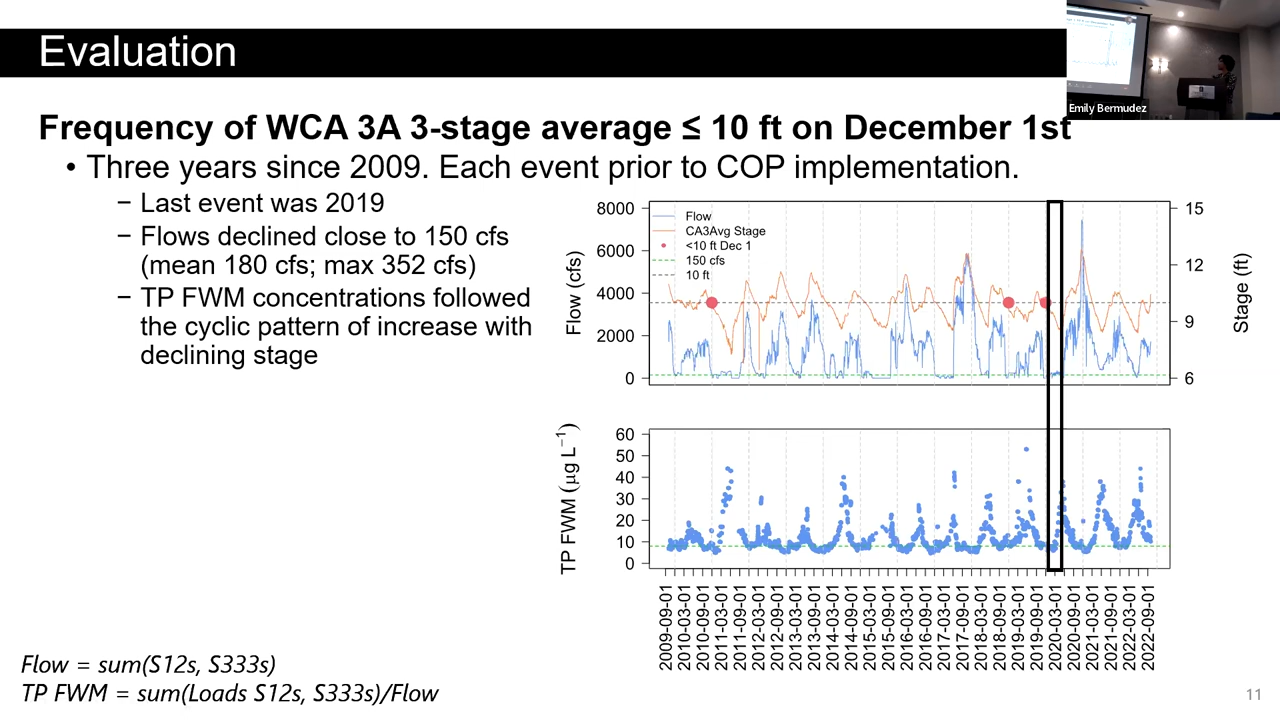 Evaluation
Emily Bermudez
Frequency of WCA 3A 3-stage average ≤ 10 ft on December 1st
• Three years since 2009. Each event prior to COP implementation.
− Last event was 2019
− Flows declined close to 150 cfs
(mean 180 cfs; max 352 cfs)
− TP FWM concentrations followed
the cyclic pattern of increase with
declining stage
Flow (cfs)
8000
6000
4000
2000
0
Flow
CA3Avg Stage
<10 ft Dec 1
150 cfs
10 ft
15
12
9
6
Stage (ft)
TP FWM (μg L⁻¹)
60
50
40
30
20
10
0
2009-09-01
2010-03-01
2010-09-01
2011-03-01
2011-09-01
2012-03-01
2012-09-01
2013-03-01
2013-09-01
2014-03-01
2014-09-01
2015-03-01
2015-09-01
2016-03-01
2016-09-01
2017-03-01
2017-09-01
2018-03-01
2018-09-01
2019-03-01
2019-09-01
2020-03-01
2020-09-01
2021-03-01
2021-09-01
2022-03-01
2022-09-01
Flow = sum(S12s, S333s)
TP FWM = sum(Loads S12s, S333s)/Flow
11